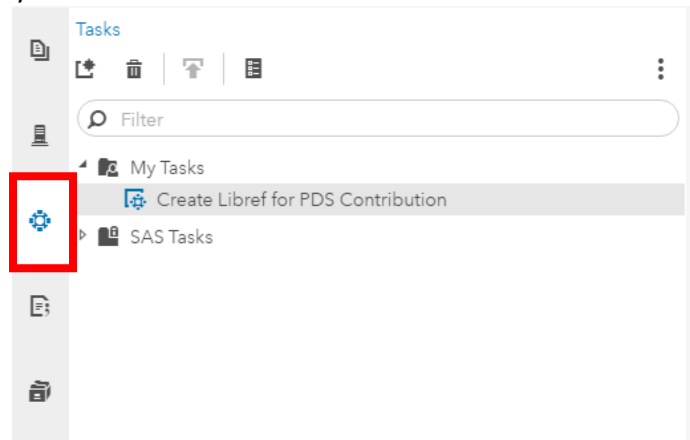 Tasks
Filter
My Tasks
Create Libref for PDS Contribution
SAS Tasks